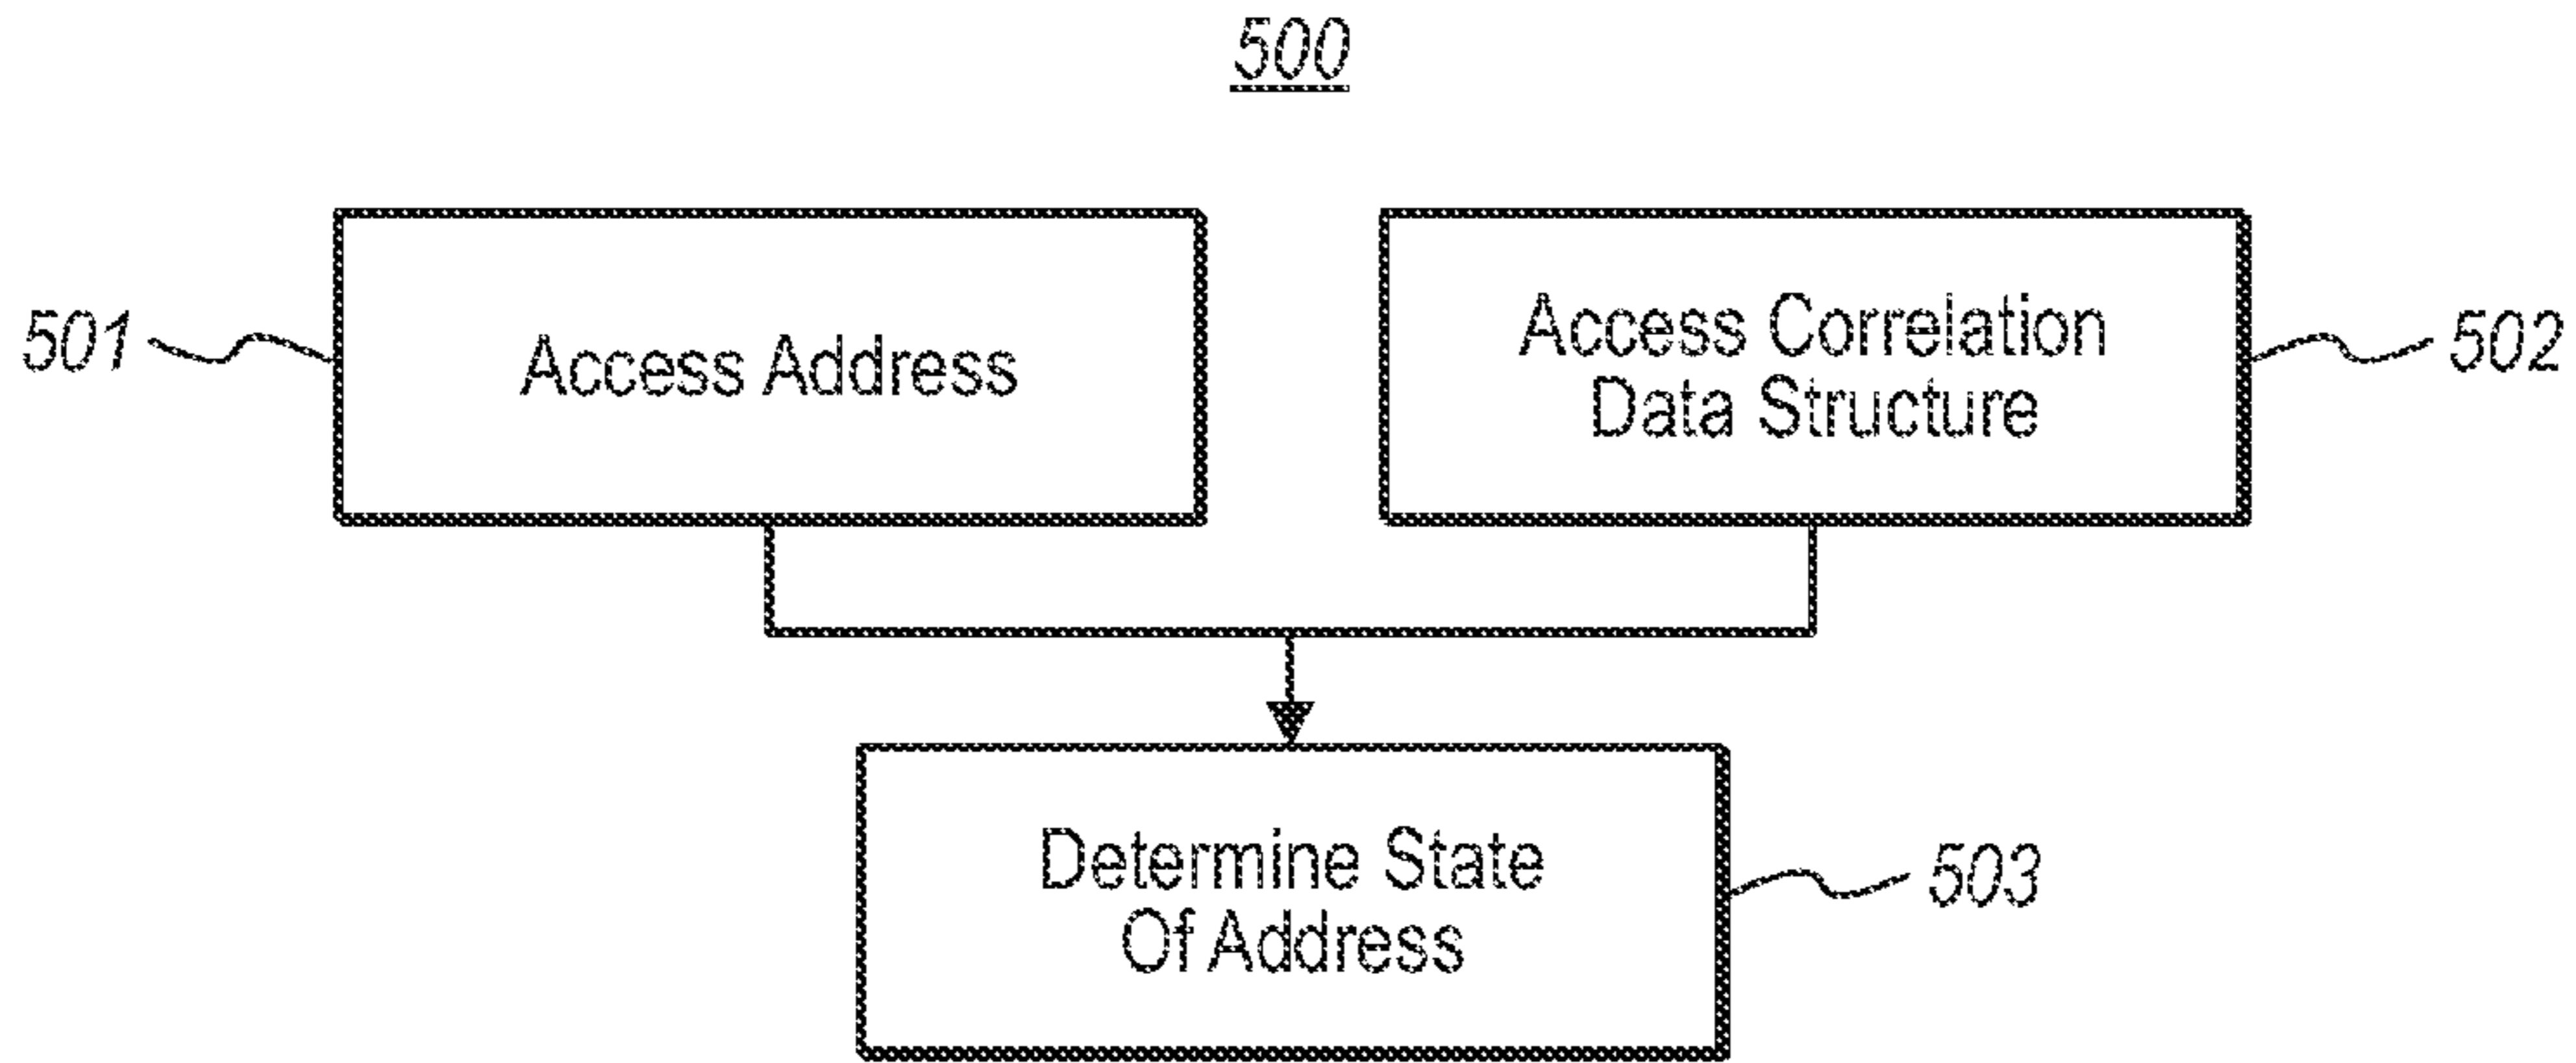 500
501
Access Address
Access Correlation
Data Structure
502
Determine State
Of Address
503